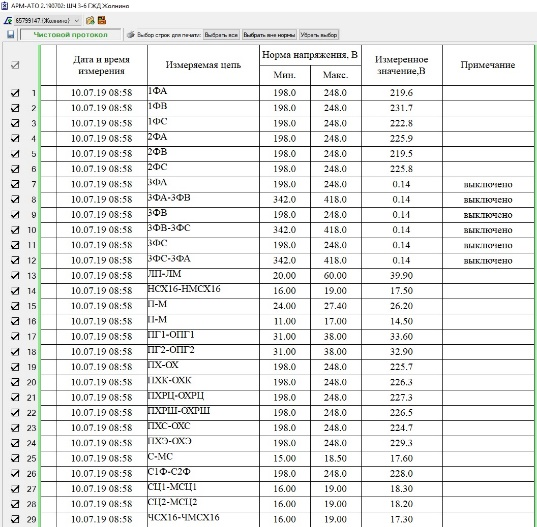 АРМ-АТО 2.190702: ШЧ 3-6 ГЖД Жолнино
65799147 (Жолнино)
Чистовой протокол Выбор строк для печати: Выбрать все Выбрать вне нормы Убрать выбор
Дата и время измерения Измеряемая цепь Норма напряжения, В Мин. Макс. Измеренное значение,В Примечание
1 10.07.19 08:58 1ФА 198.0 248.0 219.6
2 10.07.19 08:58 1ФВ 198.0 248.0 231.7
3 10.07.19 08:58 1ФС 198.0 248.0 222.8
4 10.07.19 08:58 2ФА 198.0 248.0 225.9
5 10.07.19 08:58 2ФВ 198.0 248.0 219.5
6 10.07.19 08:58 2ФС 198.0 248.0 225.8
7 10.07.19 08:58 3ФА 198.0 248.0 0.14 выключено
8 10.07.19 08:58 3ФА-3ФВ 342.0 418.0 0.14 выключено
9 10.07.19 08:58 3ФВ 198.0 248.0 0.14 выключено
10 10.07.19 08:58 3ФВ-3ФС 342.0 418.0 0.14 выключено
11 10.07.19 08:58 3ФС 198.0 248.0 0.14 выключено
12 10.07.19 08:58 3ФС-3ФА 342.0 418.0 0.14 выключено
13 10.07.19 08:58 ЛП-ЛМ 20.00 60.00 39.90
14 10.07.19 08:58 НСХ16-НМСХ16 16.00 19.00 17.50
15 10.07.19 08:58 П-М 24.00 27.40 26.20
16 10.07.19 08:58 П-М 11.00 17.00 14.50
17 10.07.19 08:58 ПГ1-ОПГ1 31.00 38.00 33.60
18 10.07.19 08:58 ПГ2-ОПГ2 31.00 38.00 32.90
19 10.07.19 08:58 ПХ-ОХ 198.0 248.0 225.7
20 10.07.19 08:58 ПХК-ОХК 198.0 248.0 226.3
21 10.07.19 08:58 ПХРЦ-ОХРЦ 198.0 248.0 227.3
22 10.07.19 08:58 ПХРШ-ОХРШ 198.0 248.0 226.5
23 10.07.19 08:58 ПХС-ОХС 198.0 248.0 224.7
24 10.07.19 08:58 ПХЭ-ОХЭ 198.0 248.0 229.3
25 10.07.19 08:58 С-МС 15.00 18.50 17.60
26 10.07.19 08:58 С1Ф-С2Ф 198.0 248.0 228.0
27 10.07.19 08:58 СЦ1-МСЦ1 16.00 19.00 18.30
28 10.07.19 08:58 СЦ2-МСЦ2 16.00 19.00 18.20
29 10.07.19 08:58 ЧСХ16-ЧМСХ16 16.00 19.00 17.30